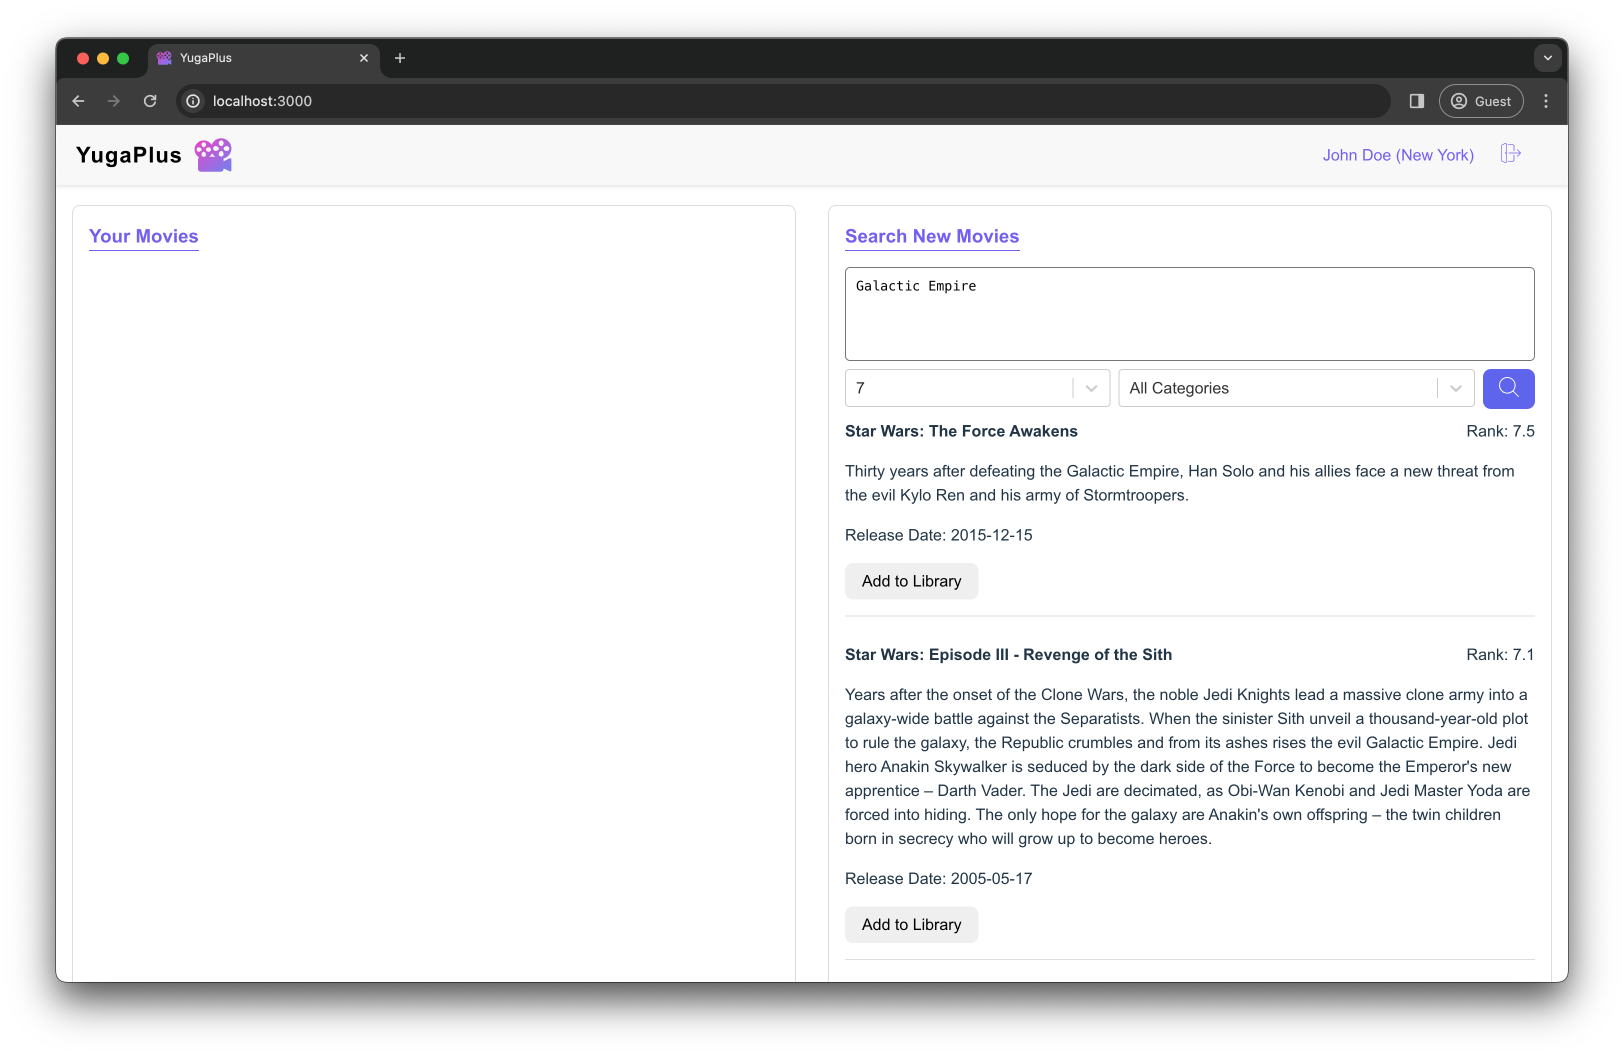 YugaPlus
localhost:3000
Guest
YugaPlus
John Doe (New York)
Your Movies
Search New Movies
Galactic Empire
7
All Categories
Star Wars: The Force Awakens
Rank: 7.5
Thirty years after defeating the Galactic Empire, Han Solo and his allies face a new threat from
the evil Kylo Ren and his army of Stormtroopers.
Release Date: 2015-12-15
Add to Library
Star Wars: Episode III - Revenge of the Sith
Rank: 7.1
Years after the onset of the Clone Wars, the noble Jedi Knights lead a massive clone army into a
galaxy-wide battle against the Separatists. When the sinister Sith unveil a thousand-year-old plot
to rule the galaxy, the Republic crumbles and from its ashes rises the evil Galactic Empire. Jedi
hero Anakin Skywalker is seduced by the dark side of the Force to become the Emperor's new
apprentice – Darth Vader. The Jedi are decimated, as Obi-Wan Kenobi and Jedi Master Yoda are
forced into hiding. The only hope for the galaxy are Anakin's own offspring – the twin children
born in secrecy who will grow up to become heroes.
Release Date: 2005-05-17
Add to Library